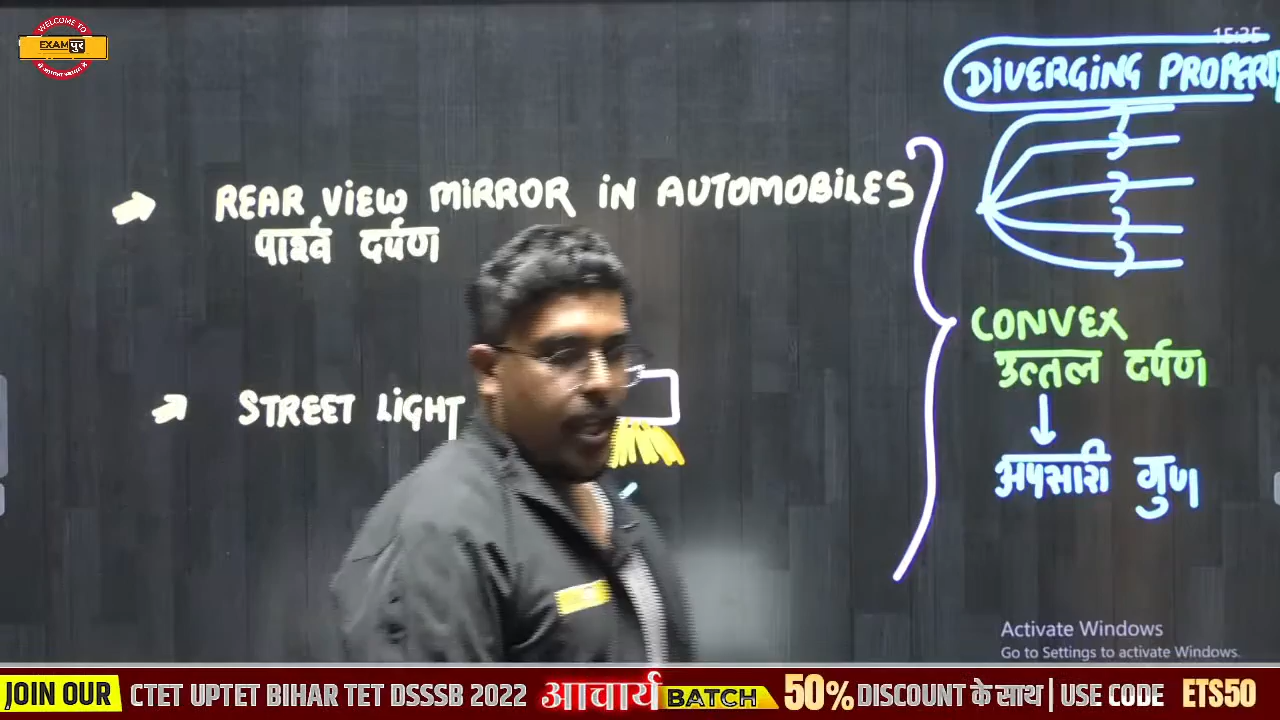 WELCOME TO
EXAMपुर
15:35
DIVERGING PROPERT
REAR VIEW MIRROR IN AUTOMOBILES
पार्श्व दर्पण
CONVEX
उत्तल दर्पण
STREET LIGHT
अपसारी गुण
Activate Windows
Go to Settings to activate Windows.
JOIN OUR CTET UPTET BIHAR TET DSSSB 2022 आचार्य BATCH 50% DISCOUNT के साथ | USE CODE ETS50